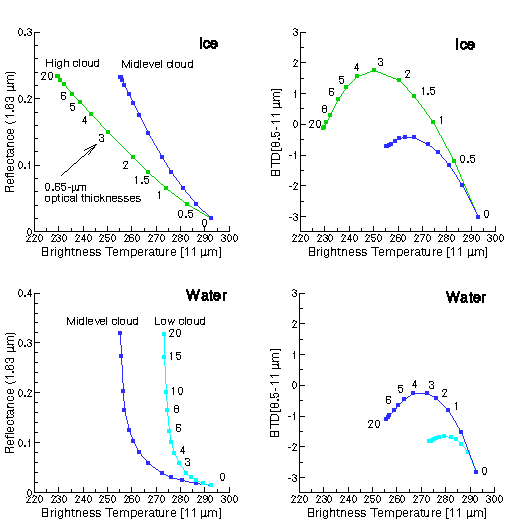 Ice
0.3
0.2
0.1
0
Reflectance (1.63 µm)
High cloud
Midlevel cloud
20
6
5
4
3
2
1.5
1
0.5
0
0.65-µm
optical thicknesses
220 230 240 250 260 270 280 290 300
Brightness Temperature [11 µm]
Ice
3
2
1
0
-1
-2
-3
BTD[8.5-11 µm]
20
8
6
5
4
3
2
1.5
1
0.5
0
220 230 240 250 260 270 280 290 300
Brightness Temperature [11 µm]
Water
0.4
0.3
0.2
0.1
0
Reflectance (1.63 µm)
Midlevel cloud
Low cloud
20
15
10
8
6
4
3
0
220 230 240 250 260 270 280 290 300
Brightness Temperature [11 µm]
Water
3
2
1
0
-1
-2
-3
BTD[8.5-11 µm]
20
6
5
4
3
2
1
0
220 230 240 250 260 270 280 290 300
Brightness Temperature [11 µm]